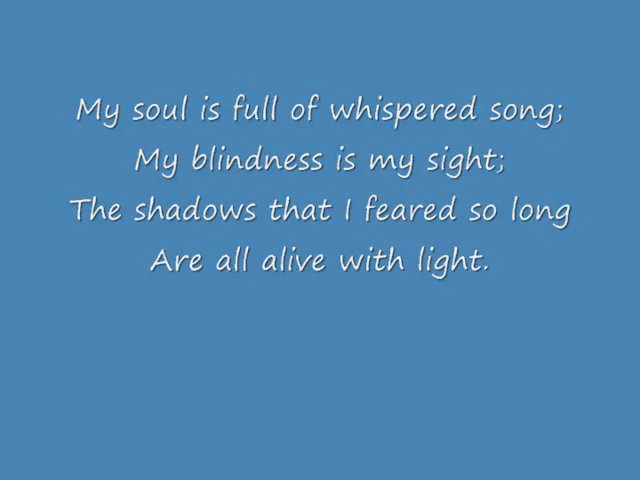 My soul is full of whispered song;
My blindness is my sight;
The shadows that I feared so long
Are all alive with light.